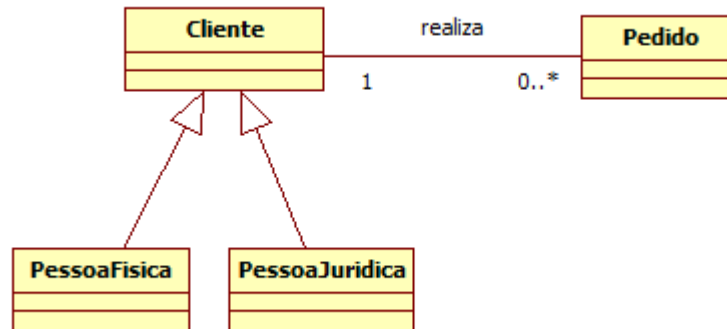 Cliente
realiza
Pedido
1
0..*
PessoaFisica
PessoaJuridica